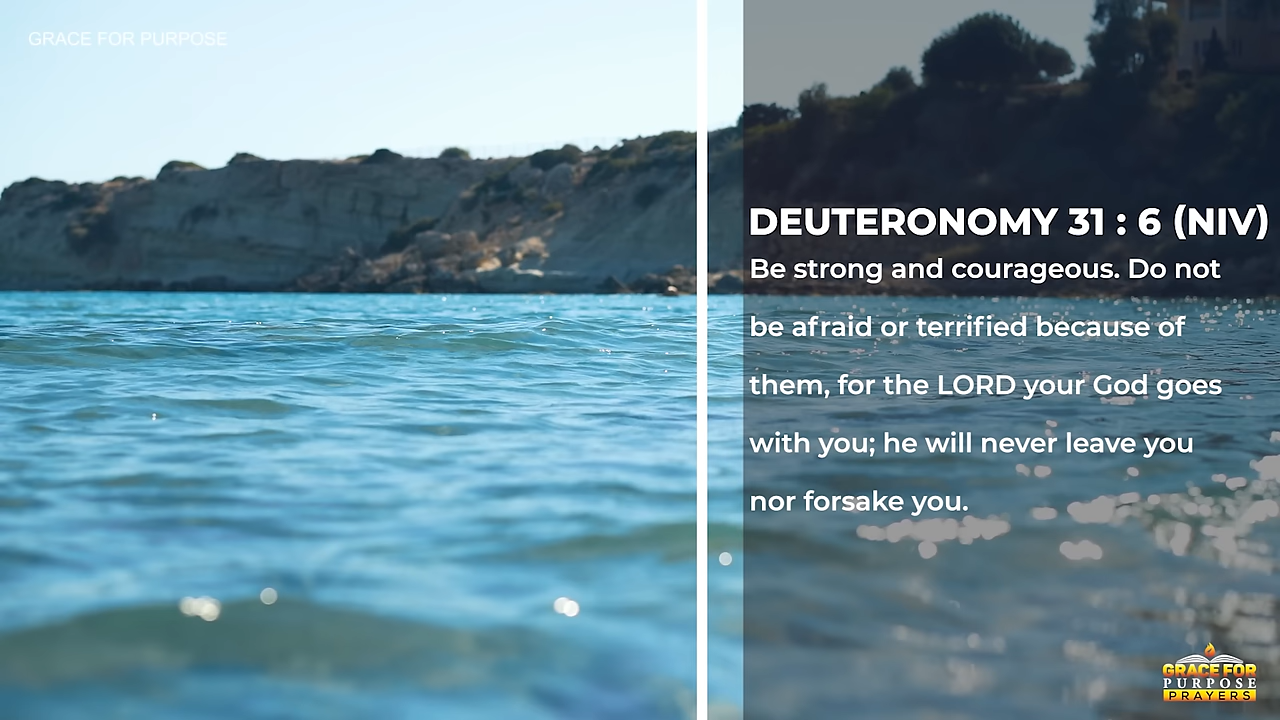 GRACE FOR PURPOSE
DEUTERONOMY 31 : 6 (NIV)
Be strong and courageous. Do not
be afraid or terrified because of
them, for the LORD your God goes
with you; he will never leave you
nor forsake you.
GRACE FOR
PURPOSE
PRAYERS